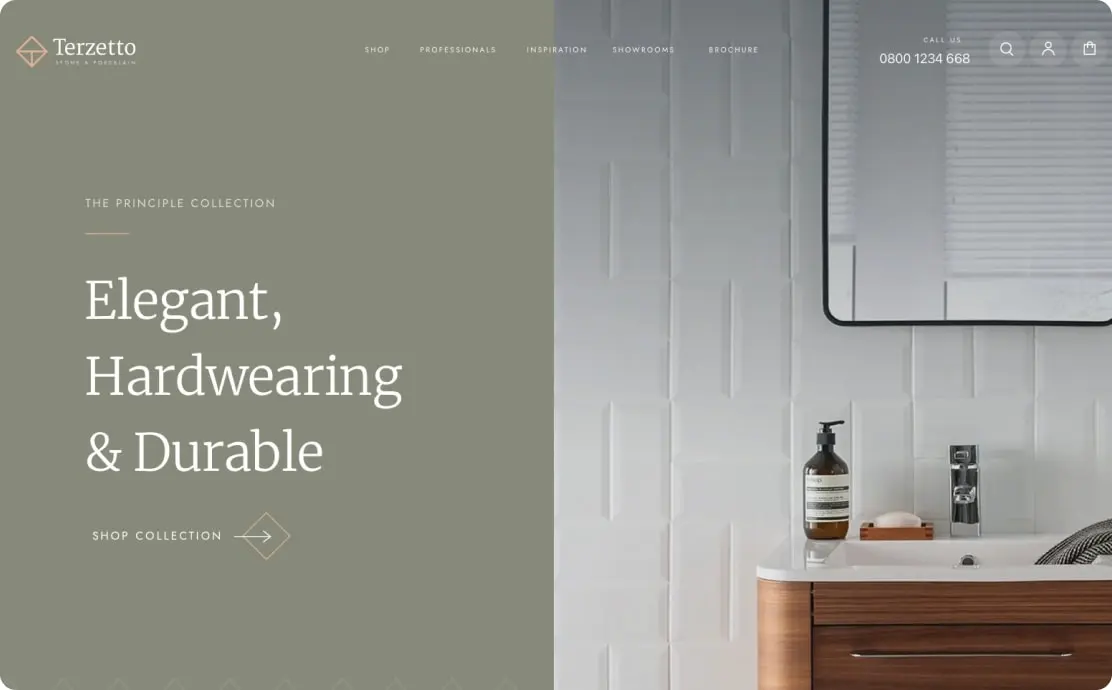 Terzetto
STONE & PORCELAIN
SHOP
PROFESSIONALS
INSPIRATION
SHOWROOMS
BROCHURE
CALL US
0800 1234 668
THE PRINCIPLE COLLECTION
Elegant,
Hardwearing
& Durable
SHOP COLLECTION